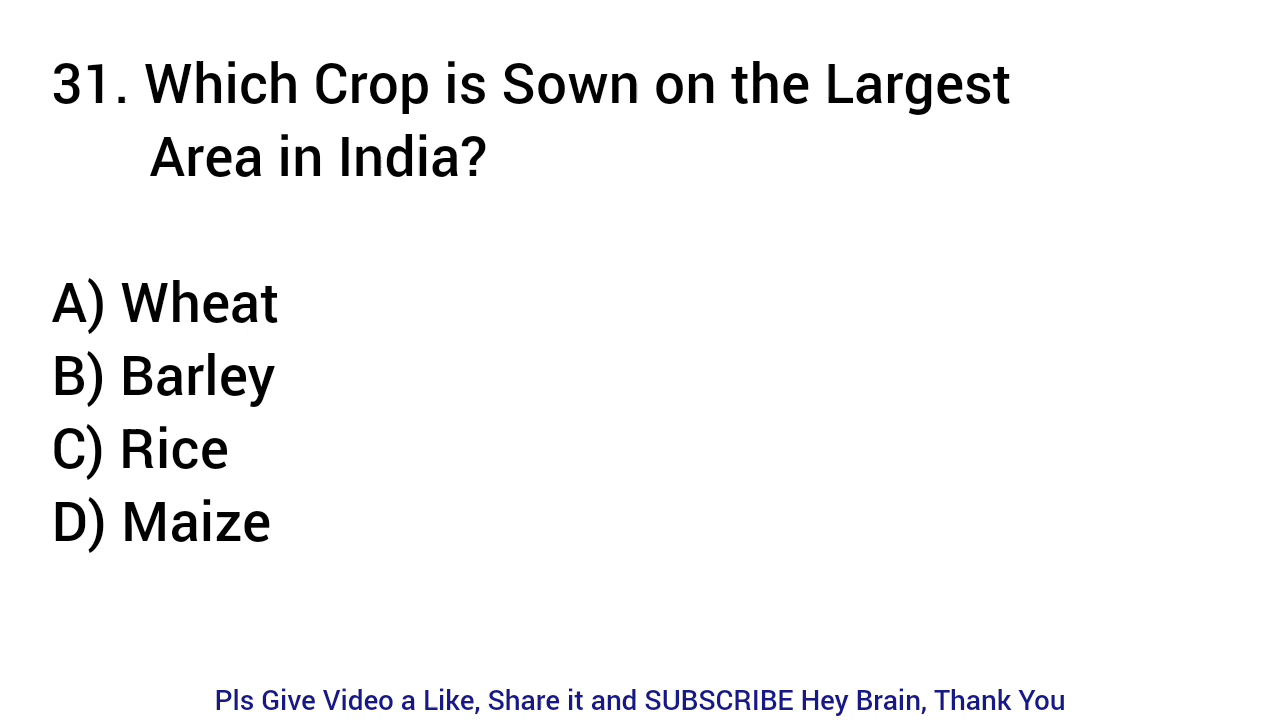 31. Which Crop is Sown on the Largest
Area in India?
A) Wheat
B) Barley
C) Rice
D) Maize
Pls Give Video a Like, Share it and SUBSCRIBE Hey Brain, Thank You